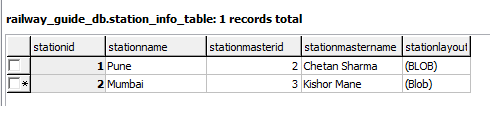 railway_guide_db.station_info_table: 1 records total
stationid stationname stationmasterid stationmastername stationlayout
1 Pune 2 Chetan Sharma (BLOB)
* 2 Mumbai 3 Kishor Mane (Blob)